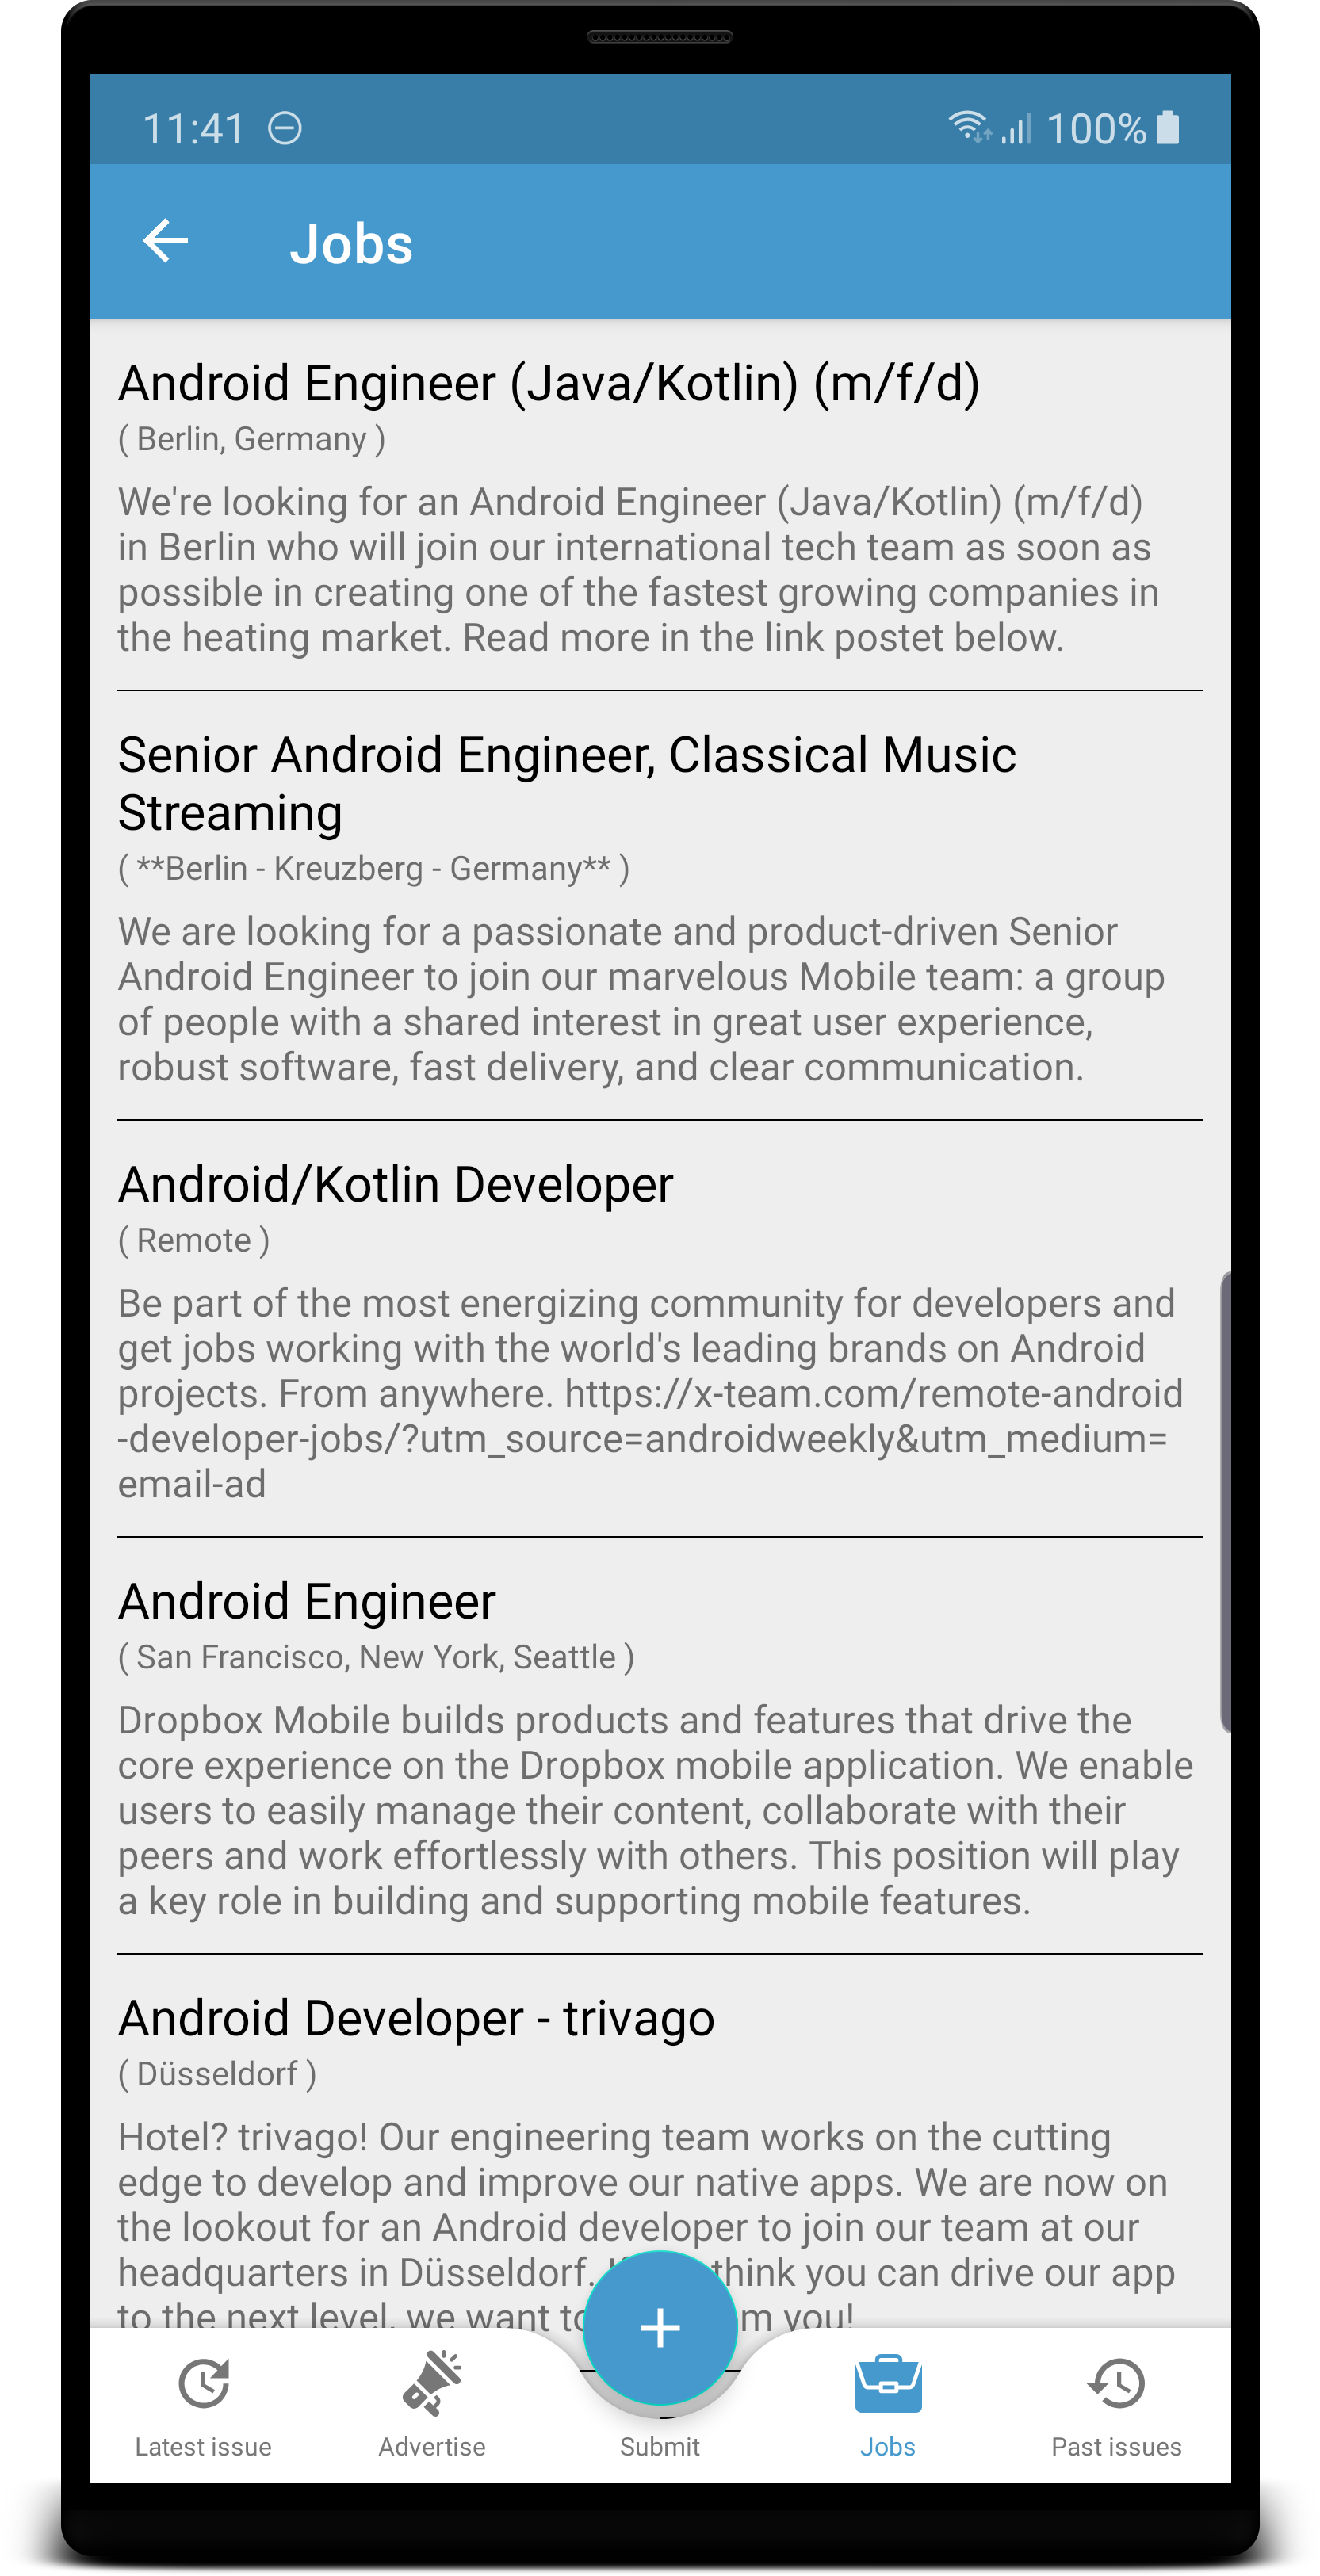 11:41 100%
Jobs
Android Engineer (Java/Kotlin) (m/f/d)
( Berlin, Germany )
We're looking for an Android Engineer (Java/Kotlin) (m/f/d)
in Berlin who will join our international tech team as soon as
possible in creating one of the fastest growing companies in
the heating market. Read more in the link postet below.
Senior Android Engineer, Classical Music
Streaming
( **Berlin - Kreuzberg - Germany** )
We are looking for a passionate and product-driven Senior
Android Engineer to join our marvelous Mobile team: a group
of people with a shared interest in great user experience,
robust software, fast delivery, and clear communication.
Android/Kotlin Developer
( Remote )
Be part of the most energizing community for developers and
get jobs working with the world's leading brands on Android
projects. From anywhere. https://x-team.com/remote-android
-developer-jobs/?utm_source=androidweekly&utm_medium=
email-ad
Android Engineer
( San Francisco, New York, Seattle )
Dropbox Mobile builds products and features that drive the
core experience on the Dropbox mobile application. We enable
users to easily manage their content, collaborate with their
peers and work effortlessly with others. This position will play
a key role in building and supporting mobile features.
Android Developer - trivago
( Düsseldorf )
Hotel? trivago! Our engineering team works on the cutting
edge to develop and improve our native apps. We are now on
the lookout for an Android developer to join our team at our
headquarters in Düsseldorf. think you can drive our app
to the next level, we want to you!
Latest issue
Advertise
Submit
Jobs
Past issues